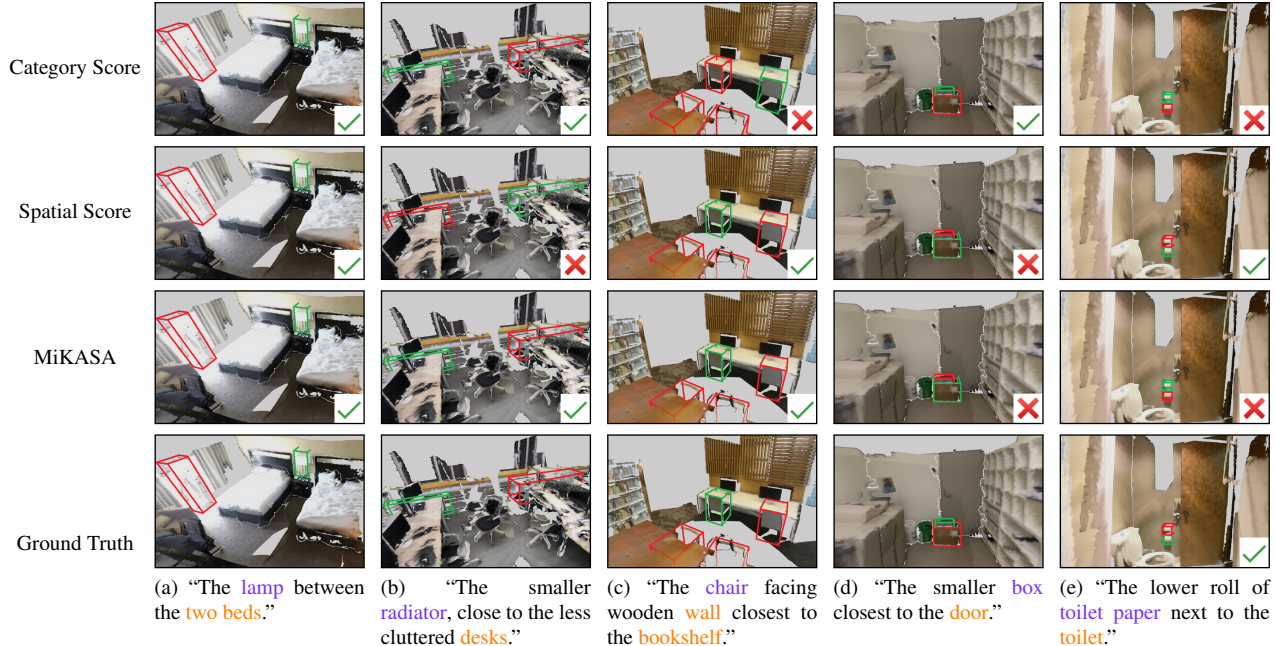 Category Score
Spatial Score
MiKASA
Ground Truth
(a) “The lamp between
the two beds.”
(b) “The smaller
radiator, close to the less
cluttered desks.”
(c) “The chair facing
wooden wall closest to
the bookshelf.”
(d) “The smaller box
closest to the door.”
(e) “The lower roll of
toilet paper next to the
toilet.”